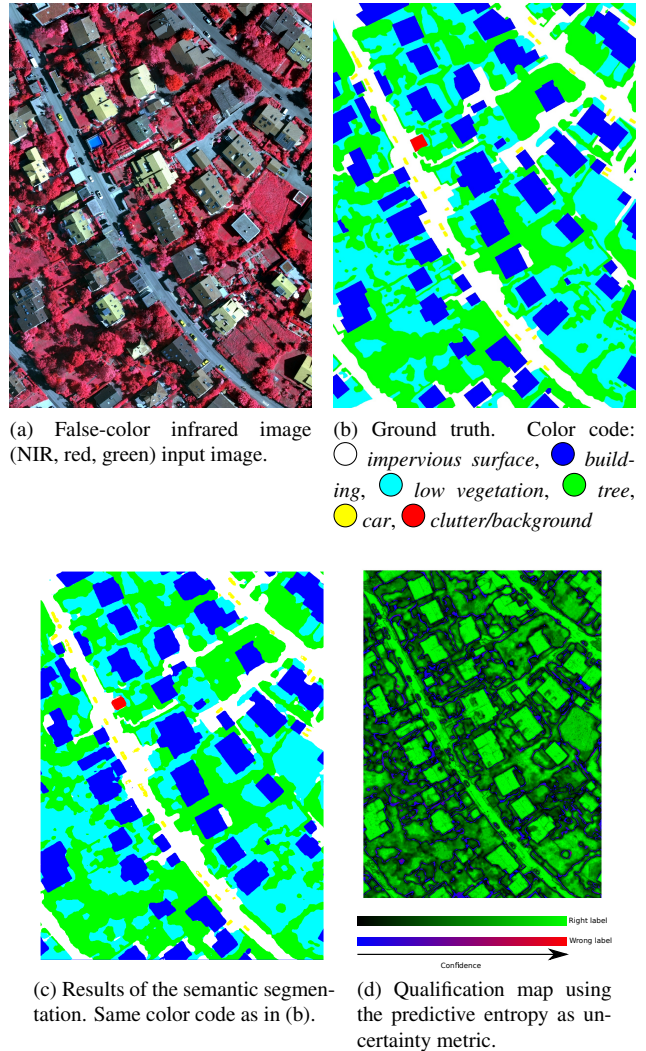 (a) False-color infrared image
(NIR, red, green) input image.
(b) Ground truth. Color code:
impervious surface, build-
ing, low vegetation, tree,
car, clutter/background
Right label
Wrong label
Confidence
(c) Results of the semantic segmen-
tation. Same color code as in (b).
(d) Qualification map using
the predictive entropy as un-
certainty metric.